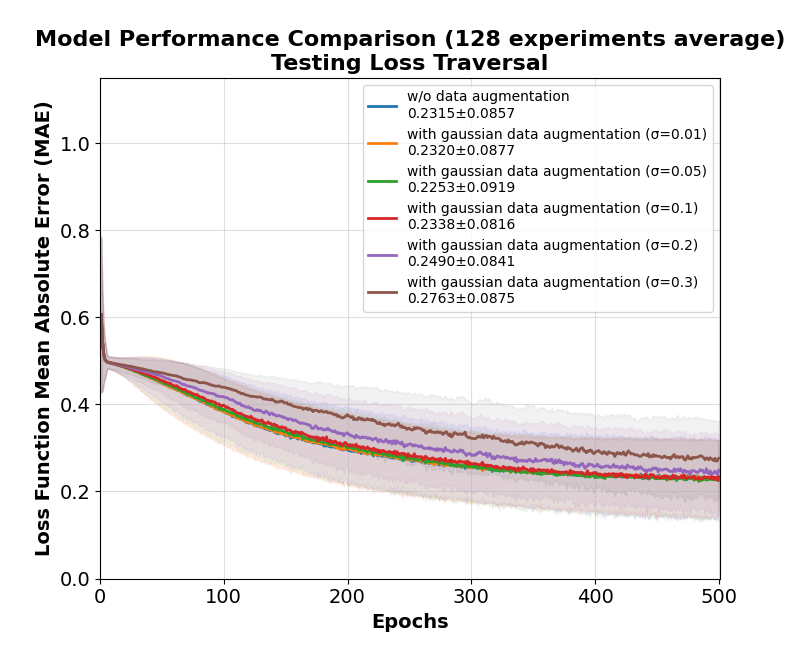 Model Performance Comparison (128 experiments average)
Testing Loss Traversal
Loss Function Mean Absolute Error (MAE)
1.0
0.8
0.6
0.4
0.2
0.0
w/o data augmentation
0.2315±0.0857
with gaussian data augmentation (σ=0.01)
0.2320±0.0877
with gaussian data augmentation (σ=0.05)
0.2253±0.0919
with gaussian data augmentation (σ=0.1)
0.2338±0.0816
with gaussian data augmentation (σ=0.2)
0.2490±0.0841
with gaussian data augmentation (σ=0.3)
0.2763±0.0875
0 100 200 300 400 500
Epochs